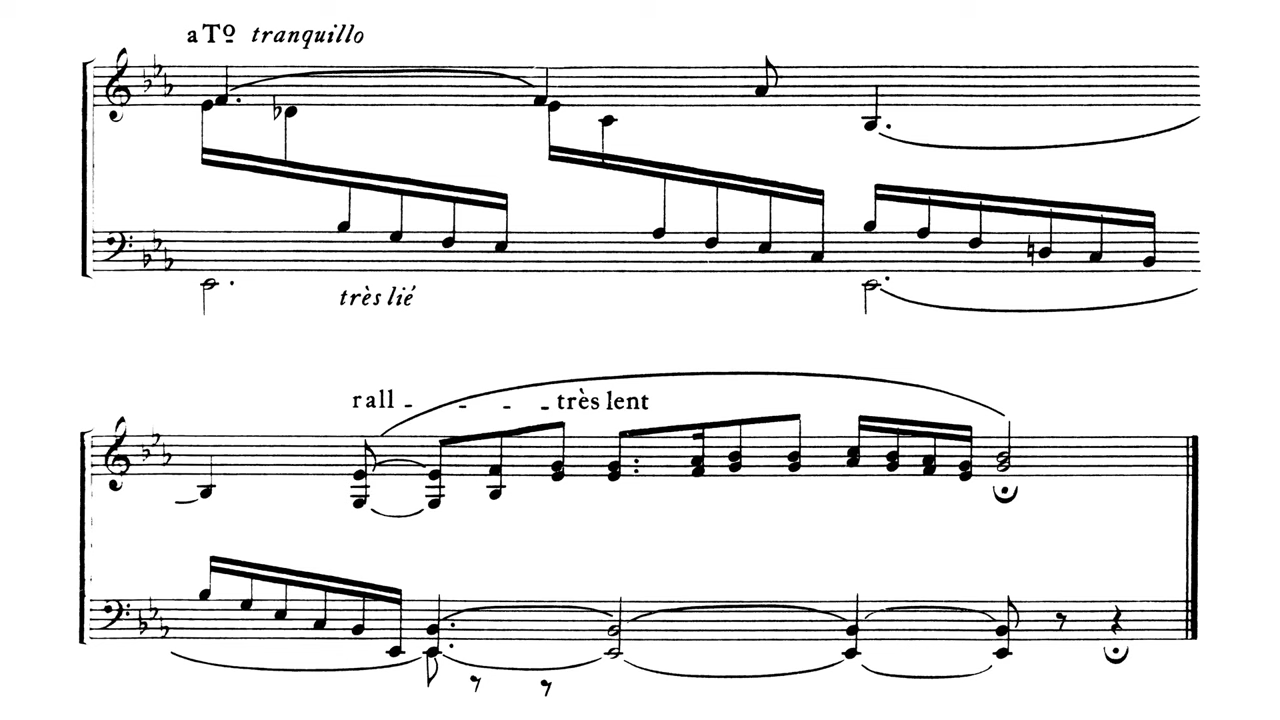 a Tº tranquillo
très lié
rall - - - - très lent